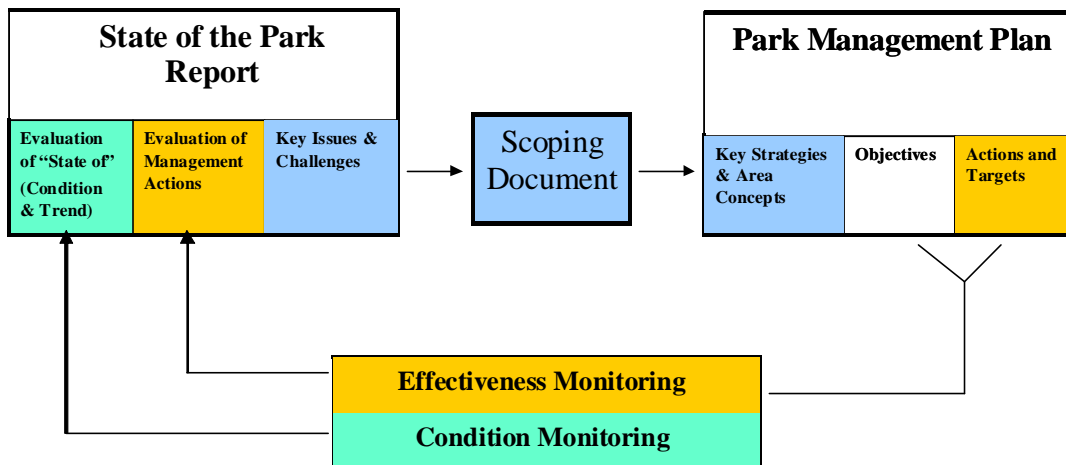 State of the Park
Report
Evaluation
of “State of”
(Condition
& Trend)
Evaluation of
Management
Actions
Key Issues &
Challenges
Scoping
Document
Park Management Plan
Key Strategies
& Area
Concepts
Objectives
Actions and
Targets
Effectiveness Monitoring
Condition Monitoring